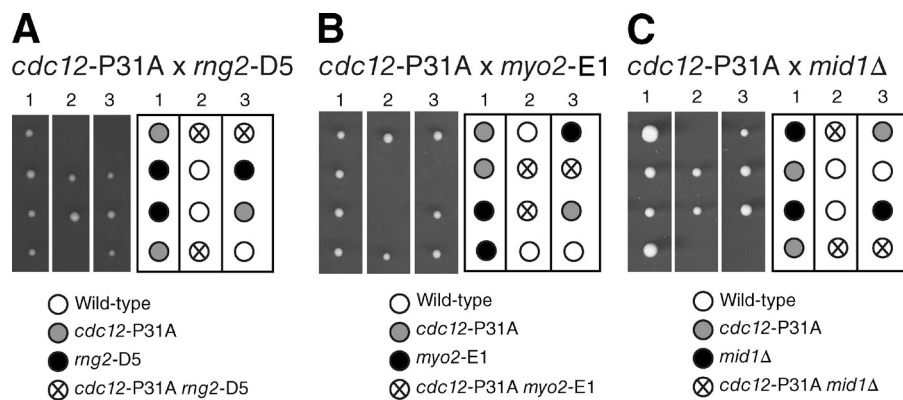 A
cdc12-P31A x rng2-D5
1 2 3 1 2 3
Wild-type
cdc12-P31A
rng2-D5
cdc12-P31A rng2-D5
B
cdc12-P31A x myo2-E1
1 2 3 1 2 3
Wild-type
cdc12-P31A
myo2-E1
cdc12-P31A myo2-E1
C
cdc12-P31A x mid1Δ
1 2 3 1 2 3
Wild-type
cdc12-P31A
mid1Δ
cdc12-P31A mid1Δ